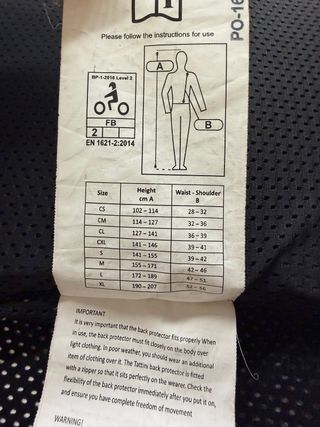 Please follow the instructions for use
PO-16
A
B
BP-1-2016 Level 2
FB
2
EN 1621-2:2014
Size Height cm A Waist - Shoulder B
CS 102 – 114 28 – 32
CM 114 – 127 32 – 36
CL 127 – 141 36 – 39
CXL 141 – 146 39 – 41
S 141 – 155 39 – 42
M 155 – 171 42 – 46
L 172 – 189 47 – 51
XL 190 – 207 52 – 56
IMPORTANT
It is very important that the back protector fits properly When
in use, the back protector must fit closely on the body over
light clothing. In poor weather, you should wear an additional
item of clothing over it. The Tattini back protector is fitted
with a zipper so that it sits perfectly on the wearer. Check the
flexibility of the back protector immediately after you put it on,
and ensure you have complete freedom of movement
WARNING!